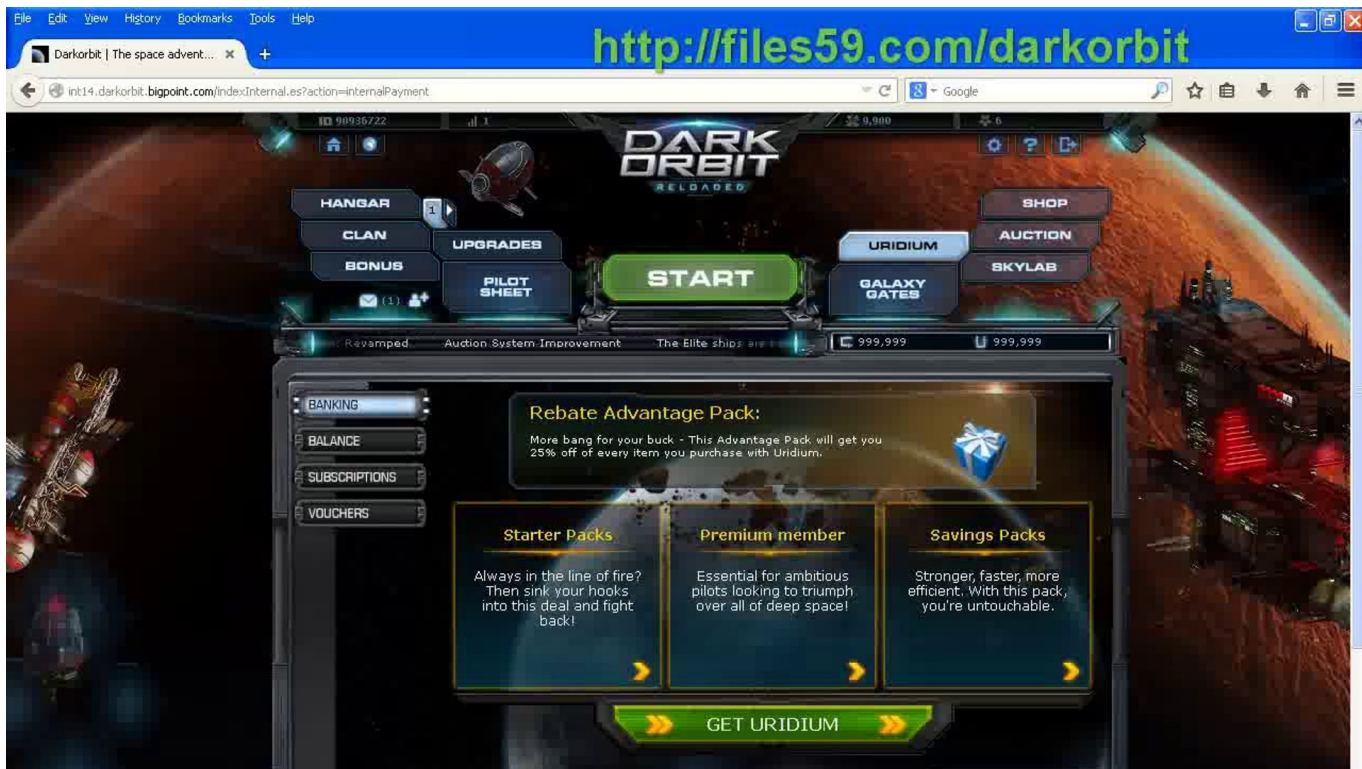 File Edit View History Bookmarks Tools Help
http://files59.com/darkorbit
Darkorbit | The space advent...
int14.darkorbit.bigpoint.com/indexInternal.es?action=internalPayment
Google
ID 90936722
1
9,900
6
DARK
ORBIT
RELOADED
HANGAR
1
SHOP
CLAN
UPGRADES
URIDIUM
AUCTION
BONUS
START
SKYLAB
PILOT
SHEET
GALAXY
GATES
(1)
Revamped Auction System Improvement The Elite ships are
999,999
U 999,999
BANKING
BALANCE
SUBSCRIPTIONS
VOUCHERS
Rebate Advantage Pack:
More bang for your buck - This Advantage Pack will get you
25% off of every item you purchase with Uridium.
Starter Packs
Always in the line of fire?
Then sink your hooks
into this deal and fight
back!
Premium member
Essential for ambitious
pilots looking to triumph
over all of deep space!
Savings Packs
Stronger, faster, more
efficient. With this pack,
you're untouchable.
GET URIDIUM